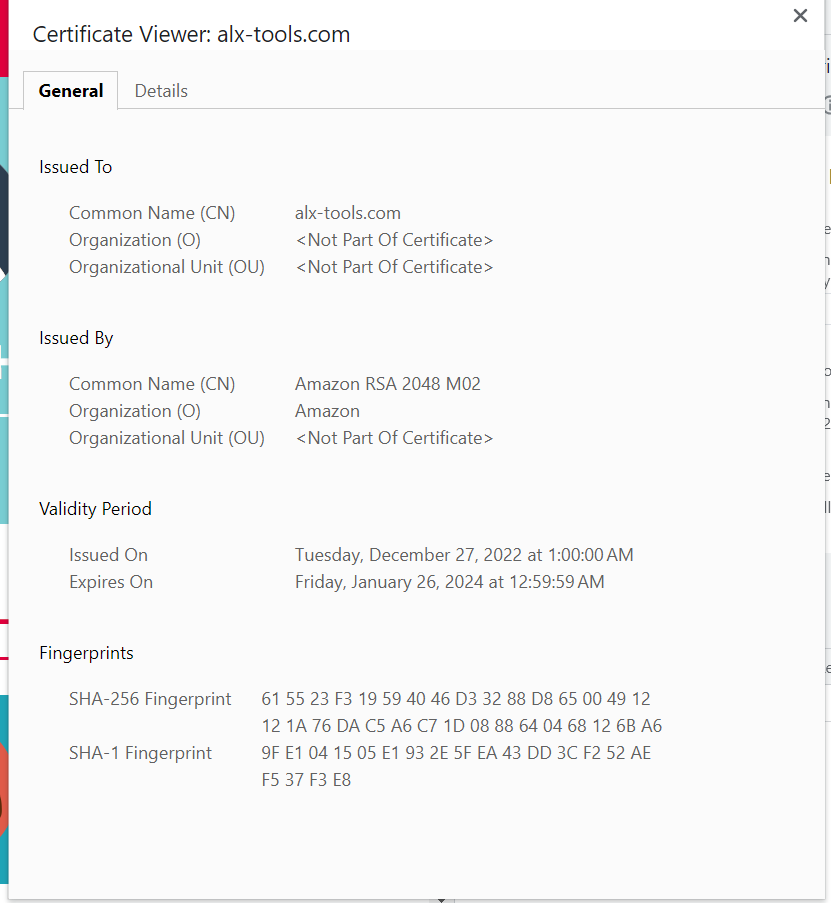 Certificate Viewer: alx-tools.com
General Details
Issued To
Common Name (CN) alx-tools.com
Organization (O) <Not Part Of Certificate>
Organizational Unit (OU) <Not Part Of Certificate>
Issued By
Common Name (CN) Amazon RSA 2048 M02
Organization (O) Amazon
Organizational Unit (OU) <Not Part Of Certificate>
Validity Period
Issued On Tuesday, December 27, 2022 at 1:00:00 AM
Expires On Friday, January 26, 2024 at 12:59:59 AM
Fingerprints
SHA-256 Fingerprint 61 55 23 F3 19 59 40 46 D3 32 88 D8 65 00 49 12
12 1A 76 DA C5 A6 C7 1D 08 88 64 04 68 12 6B A6
SHA-1 Fingerprint 9F E1 04 15 05 E1 93 2E 5F EA 43 DD 3C F2 52 AE
F5 37 F3 E8